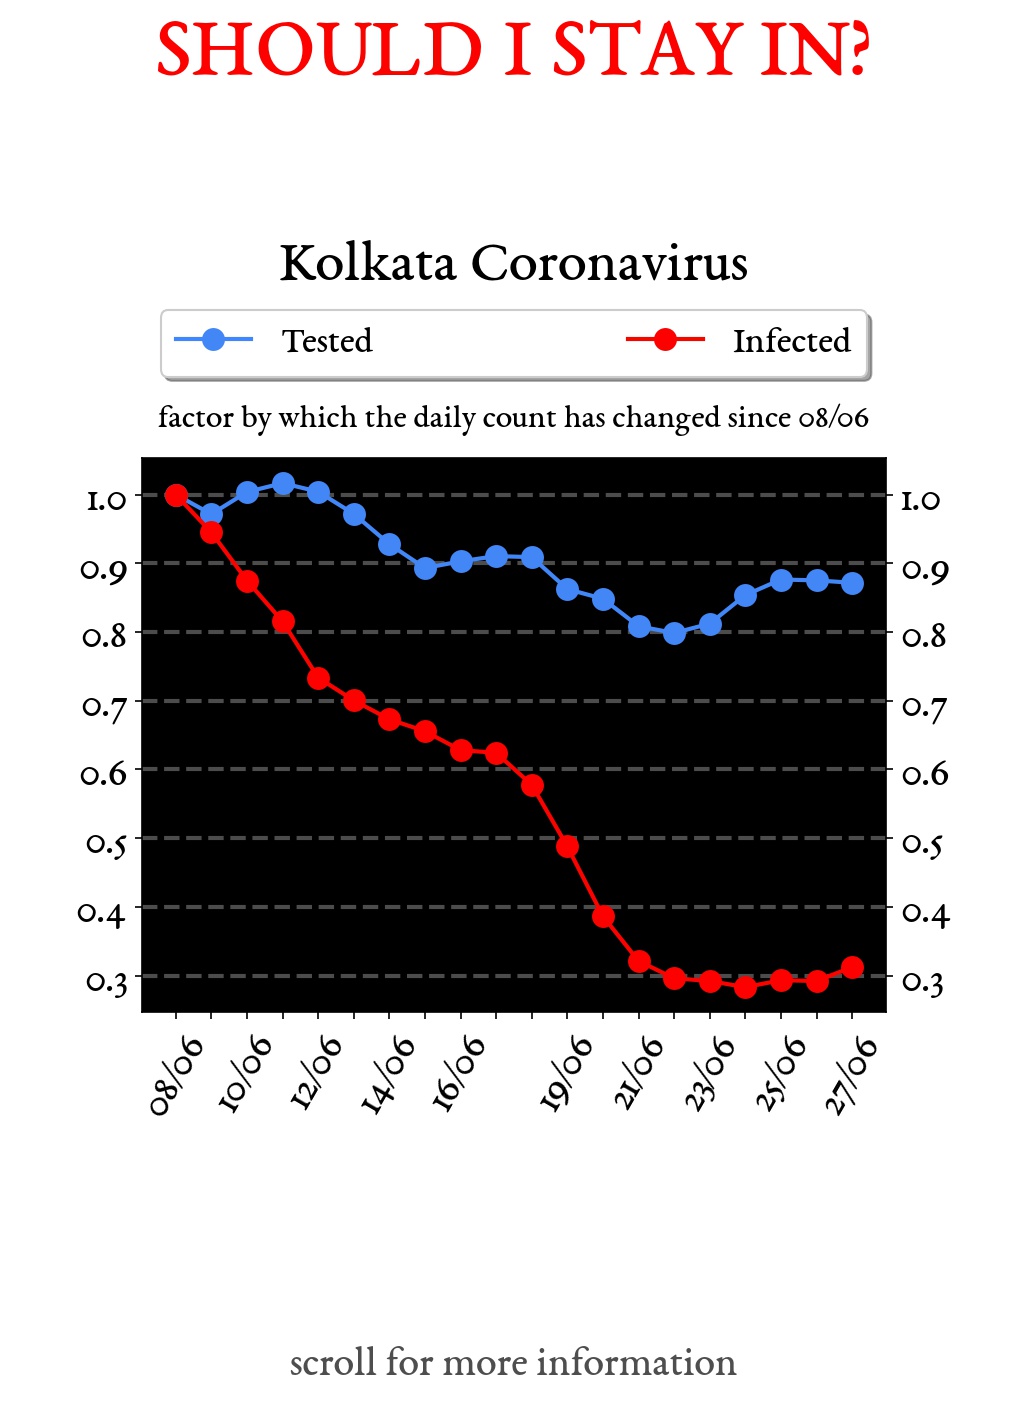 SHOULD I STAY IN?
Kolkata Coronavirus
Tested Infected
factor by which the daily count has changed since 08/06
1.0 1.0
0.9 0.9
0.8 0.8
0.7 0.7
0.6 0.6
0.5 0.5
0.4 0.4
0.3 0.3
08/06 10/06 12/06 14/06 16/06 19/06 21/06 23/06 25/06 27/06
scroll for more information